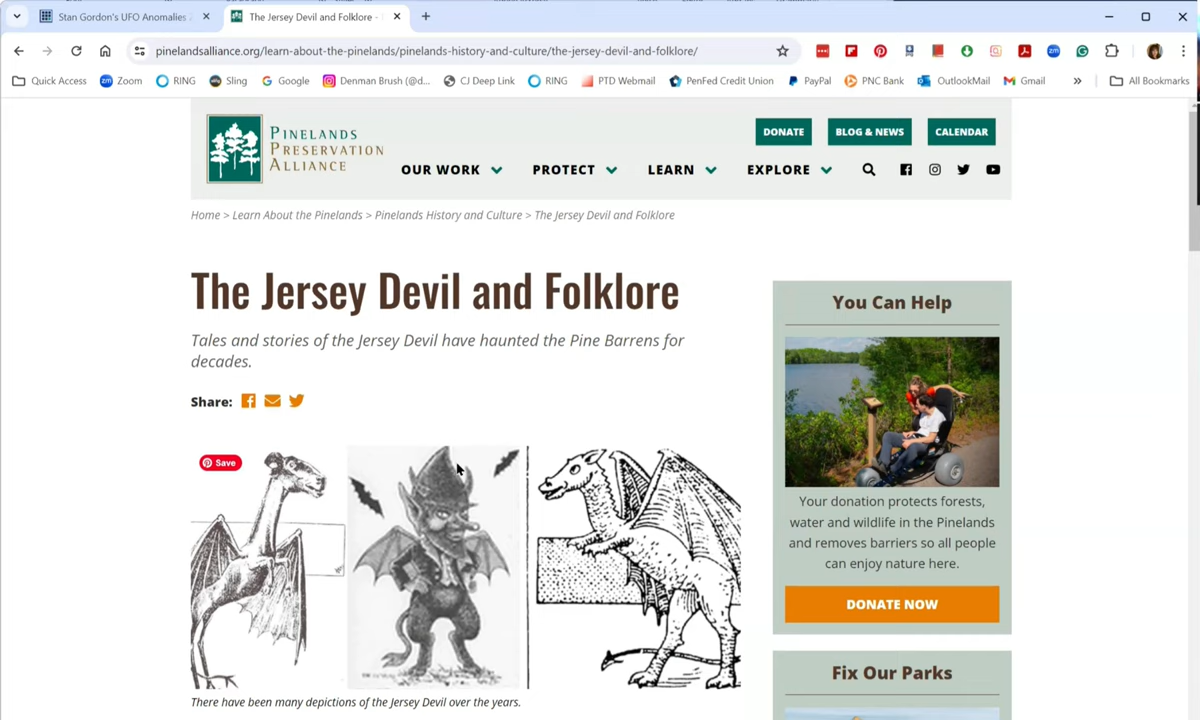 Stan Gordon's UFO Anomalies
The Jersey Devil and Folklore -
pinelandsalliance.org/learn-about-the-pinelands/pinelands-history-and-culture/the-jersey-devil-and-folklore/
Quick Access
Zoom
RING
Sling
Google
Denman Brush (@d...
CJ Deep Link
RING
PTD Webmail
PenFed Credit Union
PayPal
PNC Bank
OutlookMail
Gmail
All Bookmarks
PINELANDS
PRESERVATION
ALLIANCE
DONATE
BLOG & NEWS
CALENDAR
OUR WORK
PROTECT
LEARN
EXPLORE
Home > Learn About the Pinelands > Pinelands History and Culture > The Jersey Devil and Folklore
The Jersey Devil and Folklore
Tales and stories of the Jersey Devil have haunted the Pine Barrens for
decades.
Share:
Save
There have been many depictions of the Jersey Devil over the years.
You Can Help
Your donation protects forests,
water and wildlife in the Pinelands
and removes barriers so all people
can enjoy nature here.
DONATE NOW
Fix Our Parks